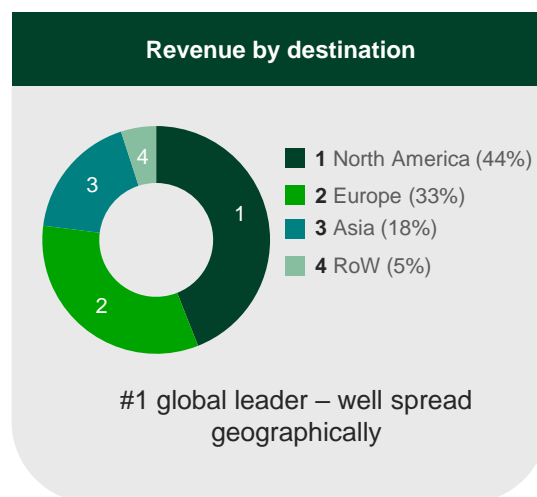 Revenue by destination
4
3
1
2
1 North America (44%)
2 Europe (33%)
3 Asia (18%)
4 RoW (5%)
#1 global leader – well spread
geographically